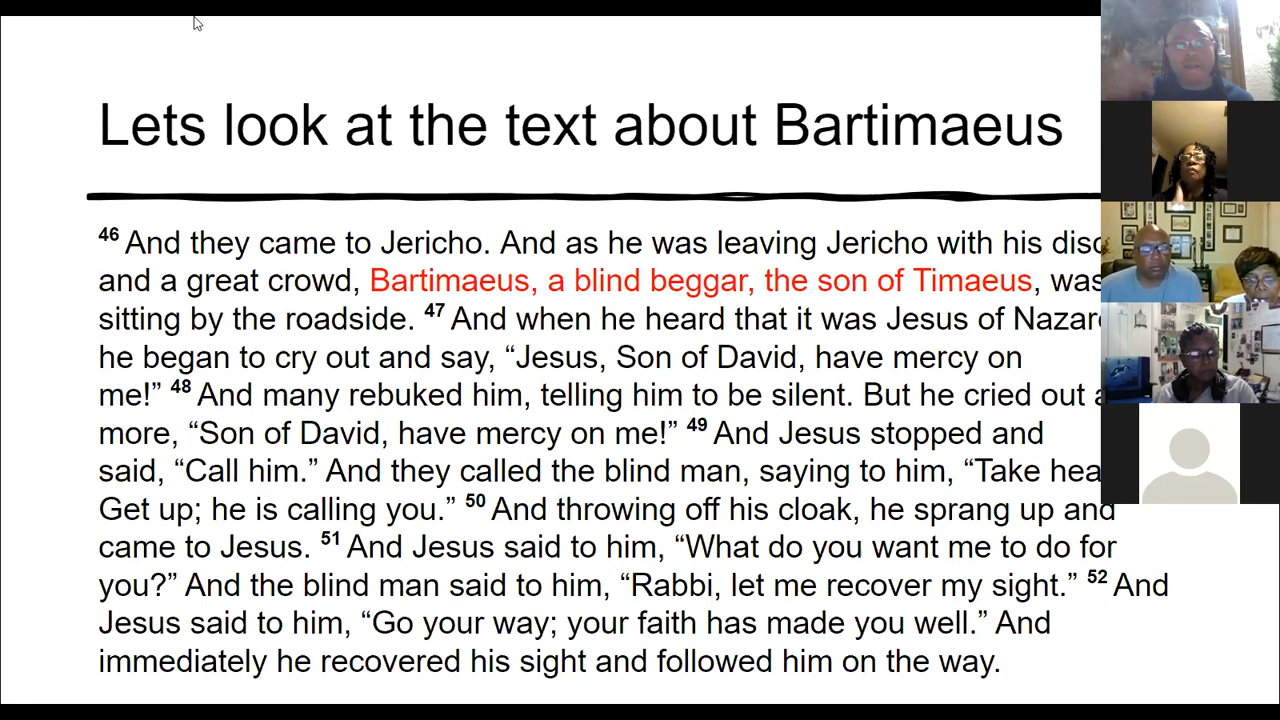 Lets look at the text about Bartimaeus
46 And they came to Jericho. And as he was leaving Jericho with his
and a great crowd, Bartimaeus, a blind beggar, the son of Timaeus, was
sitting by the roadside. 47 And when he heard that it was Jesus of
he began to cry out and say, “Jesus, Son of David, have mercy on
me!” 48 And many rebuked him, telling him to be silent. But he cried out
more, “Son of David, have mercy on me!” 49 And Jesus stopped and
said, “Call him.” And they called the blind man, saying to him, “Take
Get up; he is calling you.” 50 And throwing off his cloak, he sprang up and
came to Jesus. 51 And Jesus said to him, “What do you want me to do for
you?” And the blind man said to him, “Rabbi, let me recover my sight.” 52 And
Jesus said to him, “Go your way; your faith has made you well.” And
immediately he recovered his sight and followed him on the way.